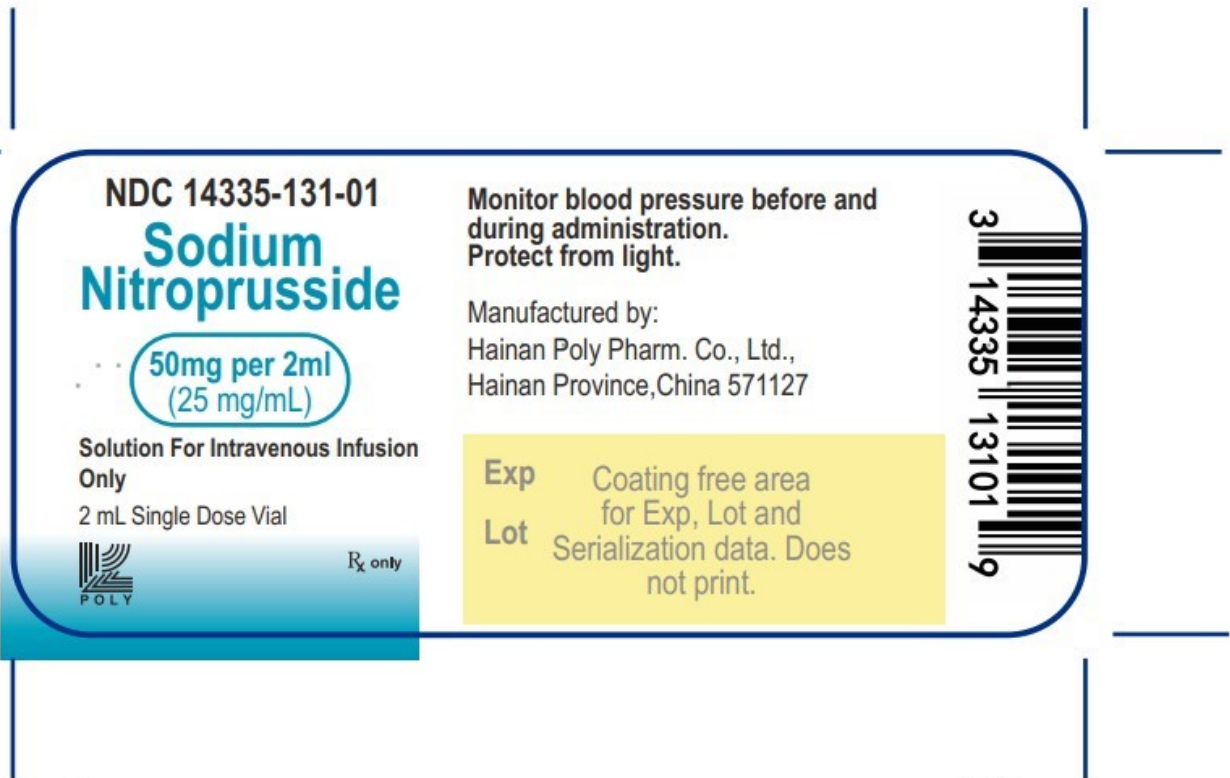 NDC 14335-131-01
Sodium
Nitroprusside
50mg per 2ml
(25 mg/mL)
Solution For Intravenous Infusion
Only
2 mL Single Dose Vial
POLY
Rx only
Monitor blood pressure before and
during administration.
Protect from light.
Manufactured by:
Hainan Poly Pharm. Co., Ltd.,
Hainan Province,China 571127
Exp
Lot
Coating free area
for Exp, Lot and
Serialization data. Does
not print.
3 14335 13101 9